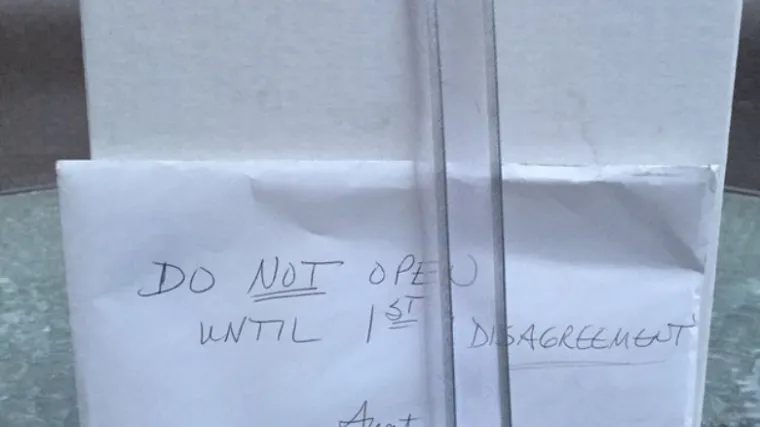 DO NOT OPEN
UNTIL 1ST DISAGREEMENT